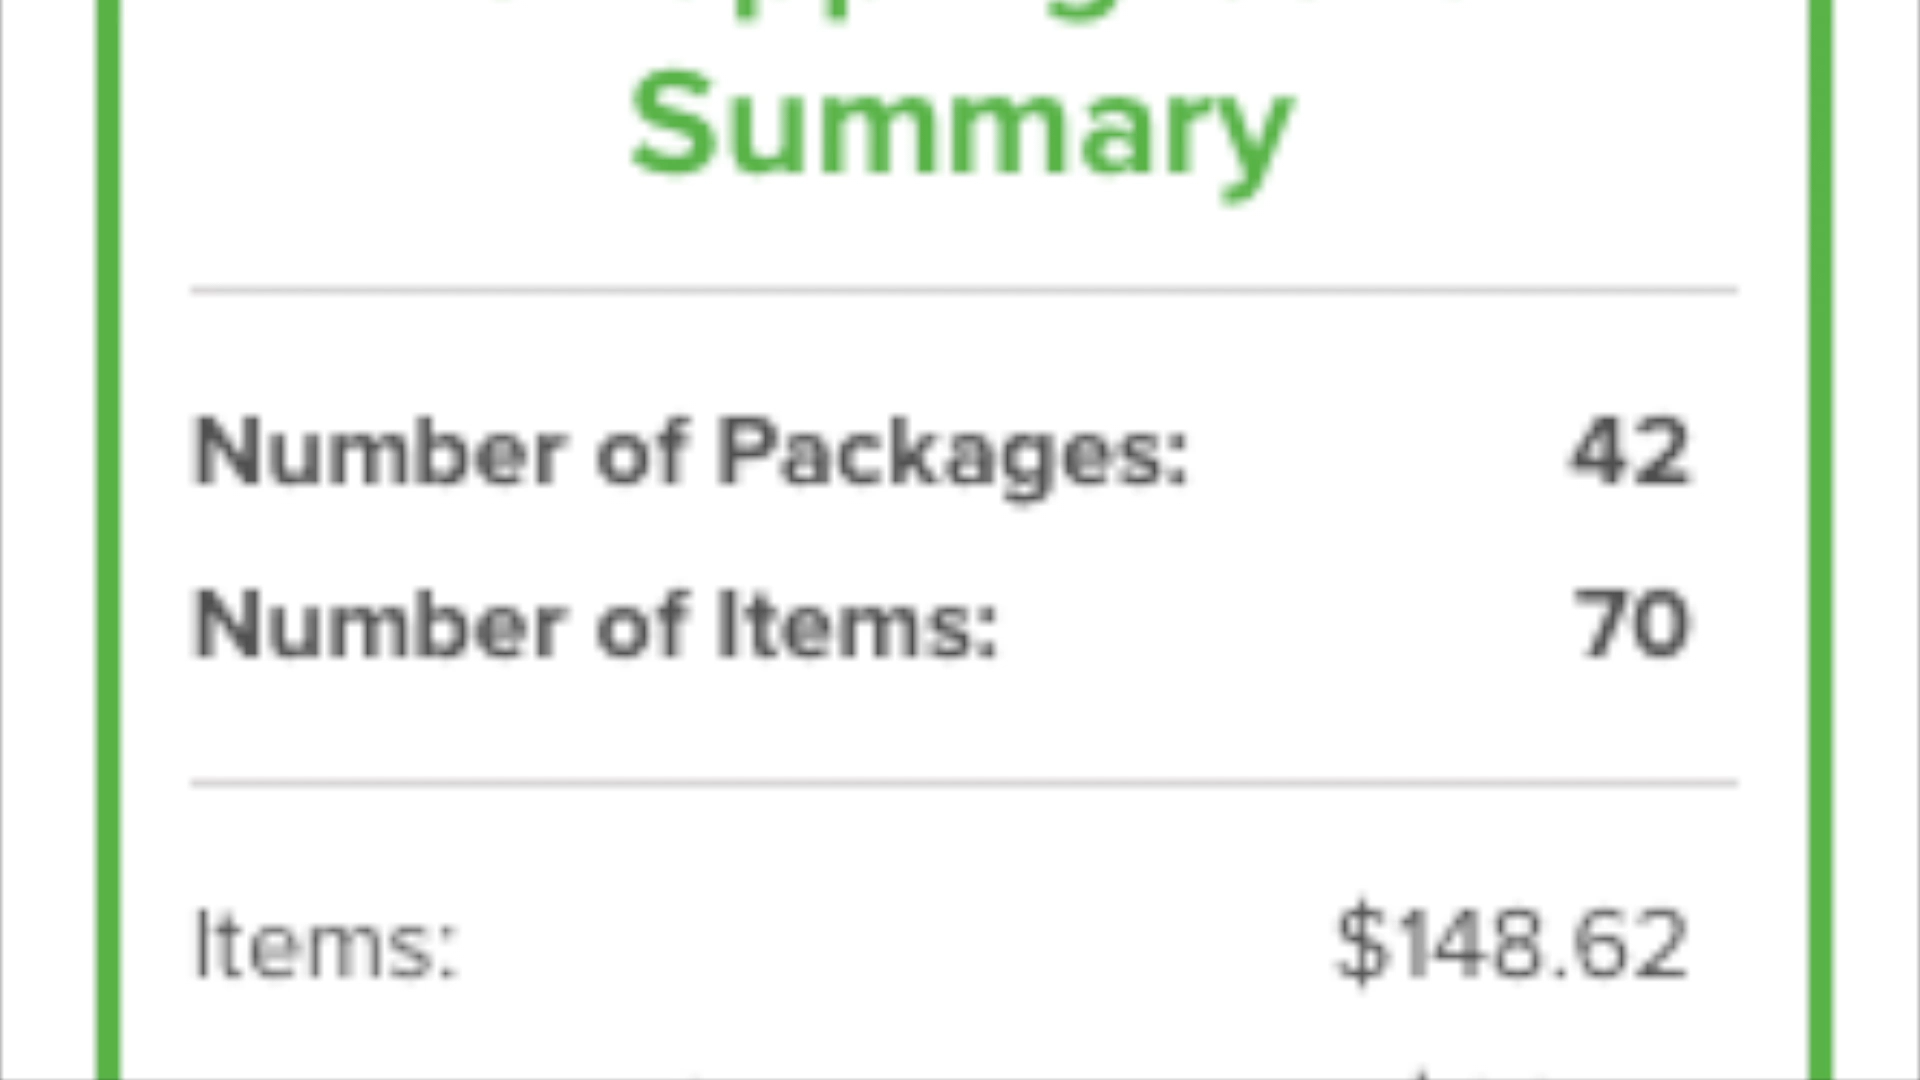 Summary
Number of Packages: 42
Number of Items: 70
Items: $148.62